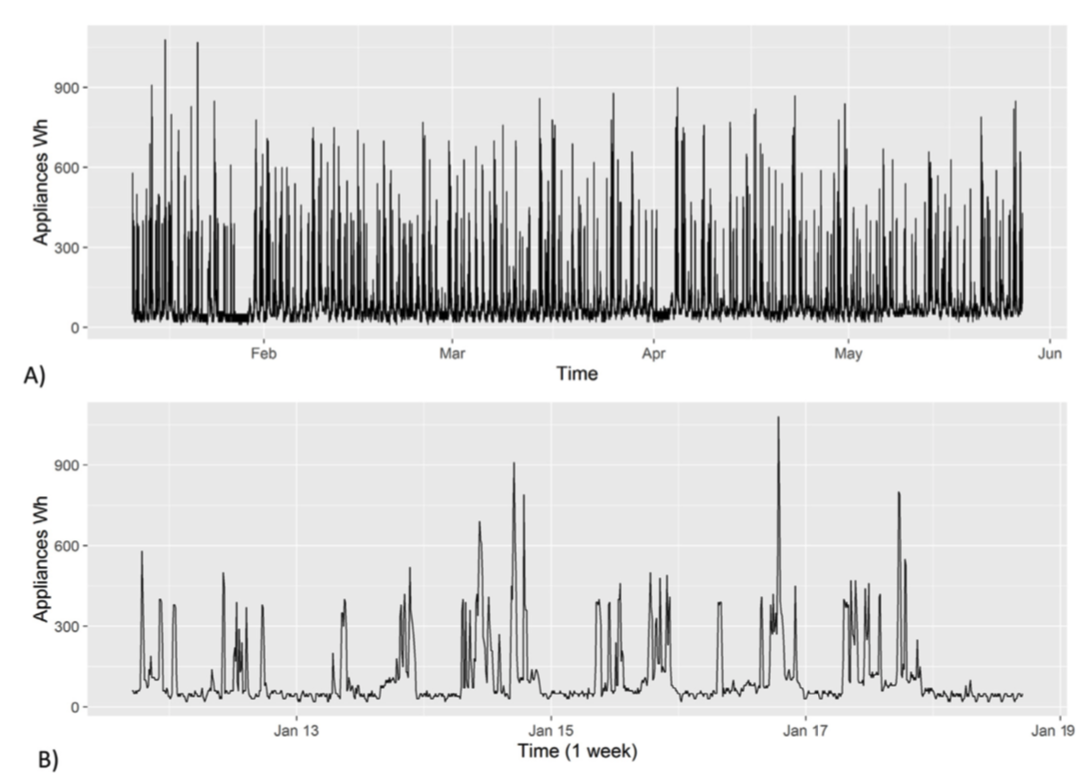 Appliances Wh
900
600
300
0
Feb Mar Apr May Jun
A)
Time
Appliances Wh
900
600
300
0
Jan 13 Jan 15 Jan 17 Jan 19
Time (1 week)
B)